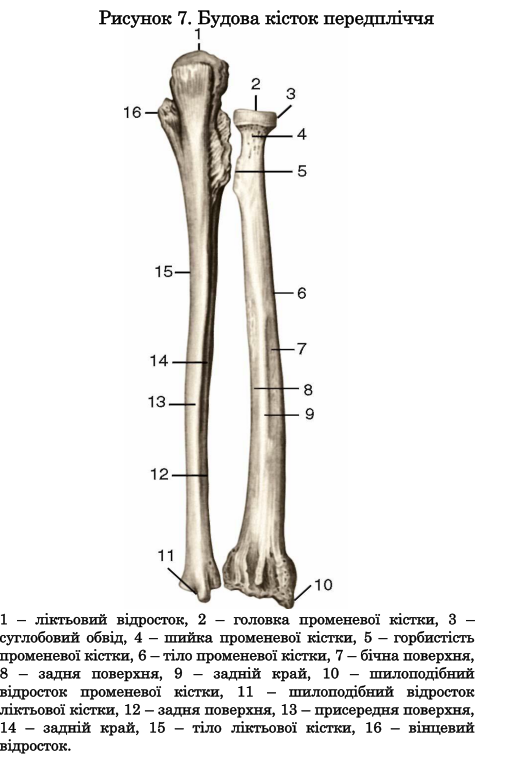 Рисунок 7. Будова кісток передпліччя
1
2
3
16
4
5
15
6
7
14
8
13
9
12
11
10
1 – ліктьовий відросток, 2 – головка променевої кістки, 3 –
суглобовий обвід, 4 – шийка променевої кістки, 5 – горбистість
променевої кістки, 6 – тіло променевої кістки, 7 – бічна поверхня,
8 – задня поверхня, 9 – задній край, 10 – шилоподібний
відросток променевої кістки, 11 – шилоподібний відросток
ліктьової кістки, 12 – задня поверхня, 13 – присередня поверхня,
14 – задній край, 15 – тіло ліктьової кістки, 16 – вінцевий
відросток.